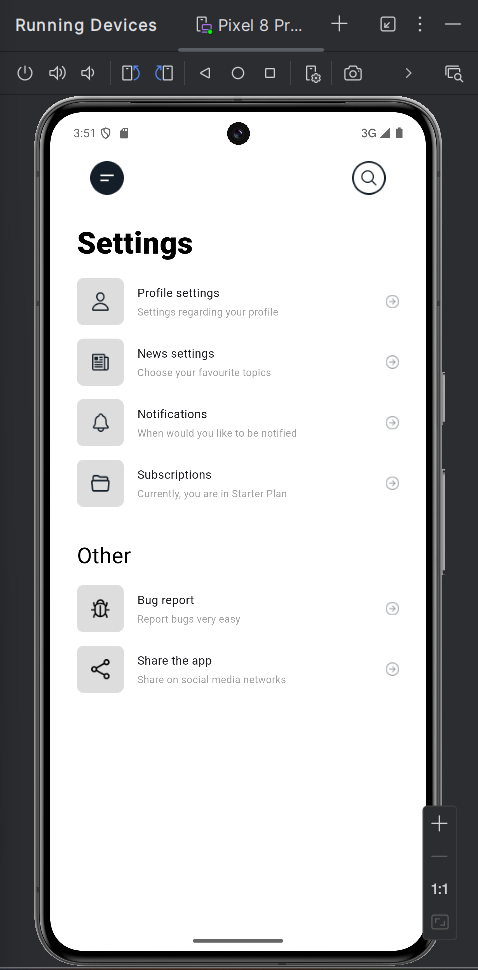 Running Devices
Pixel 8 Pr...
3:51
3G
Settings
Profile settings
Settings regarding your profile
News settings
Choose your favourite topics
Notifications
When would you like to be notified
Subscriptions
Currently, you are in Starter Plan
Other
Bug report
Report bugs very easy
Share the app
Share on social media networks
1:1